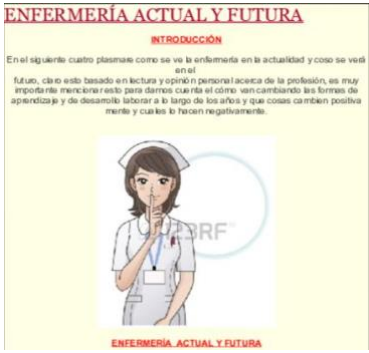 ENFERMERÍA ACTUAL Y FUTURA
INTRODUCCIÓN
En el siguiente cuatro plasmare como se ve la enfermería en la actualidad y coso se verá
en el
futuro, claro esto basado en lectura y opinión personal acerca de la profesión, es muy
importante mencionar esto para darnos cuenta el cómo van cambiando las formas de
aprendizaje y de desarrollo laborar a lo largo de los años y que cosas cambien positiva
mente y cuales lo hacen negativamente.
123RF
ENFERMERÍA ACTUAL Y FUTURA